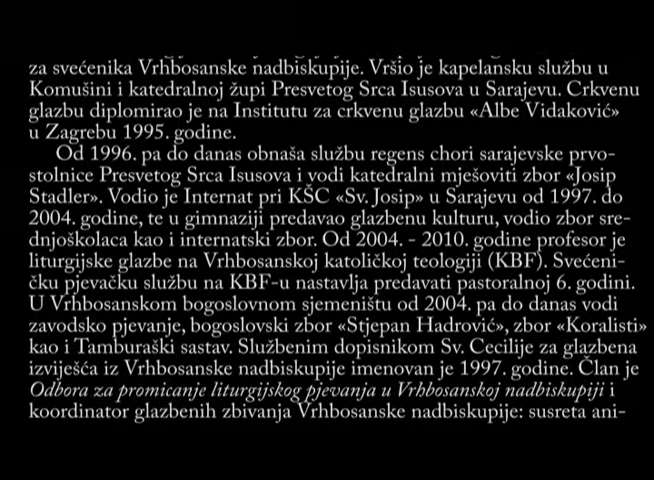 za svećenika Vrhbosanske nadbiskupije. Vršio je kapelansku službu u
Komušini i katedralnoj župi Presvetog Srca Isusova u Sarajevu. Crkvenu
glazbu diplomirao je na Institutu za crkvenu glazbu «Albe Vidaković»
u Zagrebu 1995. godine.
Od 1996. pa do danas obnaša službu regens chori sarajevske prvo-
stolnice Presvetog Srca Isusova i vodi katedralni mješoviti zbor «Josip
Stadler». Vodio je Internat pri KŠC «Sv. Josip» u Sarajevu od 1997. do
2004. godine, te u gimnaziji predavao glazbenu kulturu, vodio zbor sre-
dnjoškolaca kao i internatski zbor. Od 2004. - 2010. godine profesor je
liturgijske glazbe na Vrhbosanskoj katoličkoj teologiji (KBF). Svećeni-
čku pjevačku službu na KBF-u nastavlja predavati pastoralnoj 6. godini.
U Vrhbosanskom bogoslovnom sjemeništu od 2004. pa do danas vodi
zavodsko pjevanje, bogoslovski zbor «Stjepan Hadrović», zbor «Koralisti»
kao i Tamburaški sastav. Službenim dopisnikom Sv. Cecilije za glazbena
izviješća iz Vrhbosanske nadbiskupije imenovan je 1997. godine. Član je
Odbora za promicanje liturgijskog pjevanja u Vrhbosanskoj nadbiskupiji i
koordinator glazbenih zbivanja Vrhbosanske nadbiskupije: susreta ani-